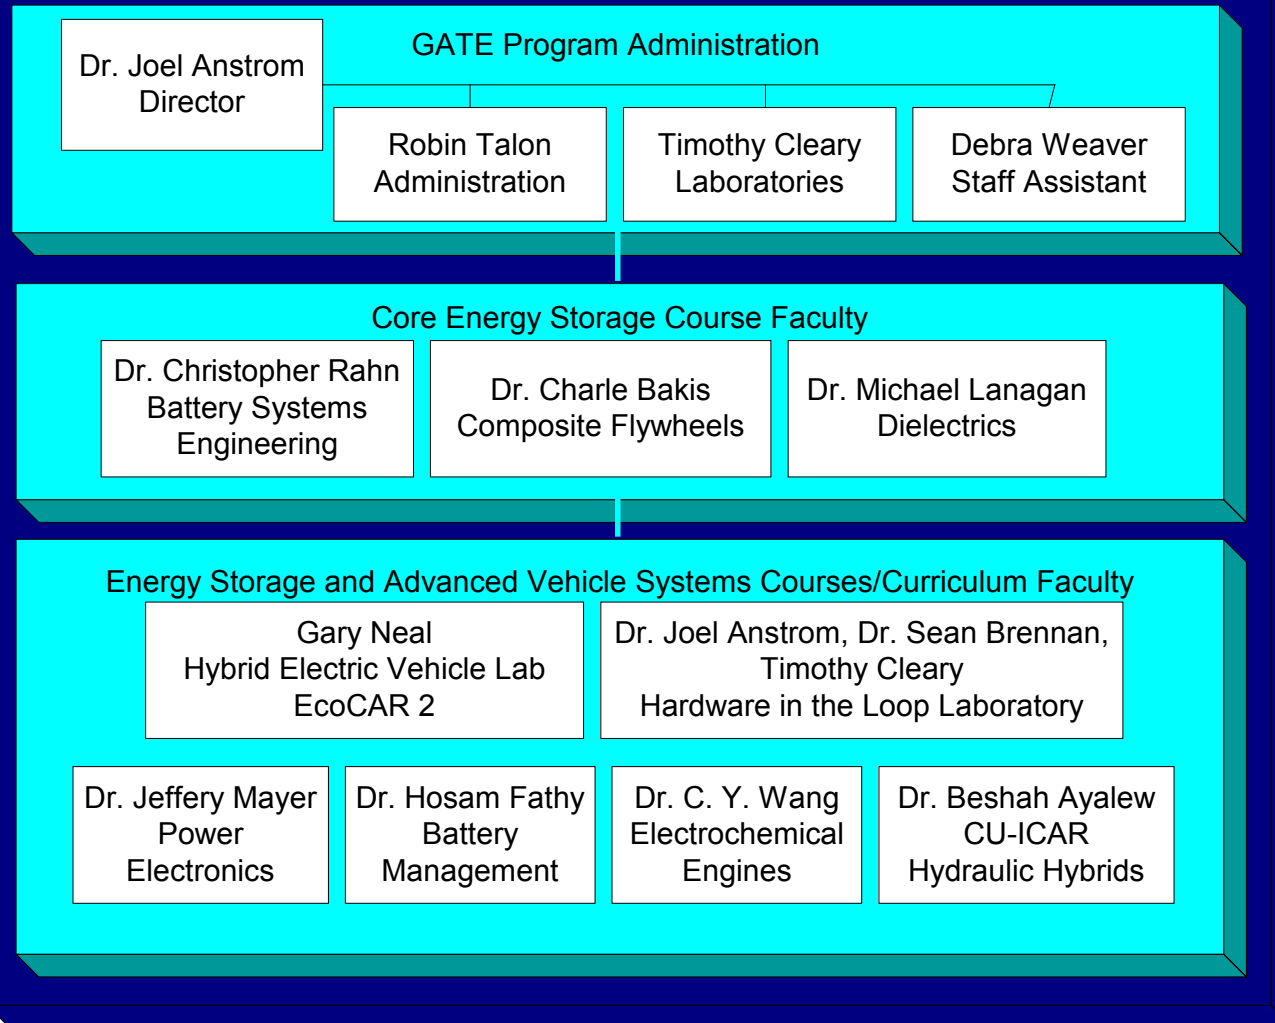 GATE Program Administration
Dr. Joel Anstrom
Director
Robin Talon
Administration
Timothy Cleary
Laboratories
Debra Weaver
Staff Assistant
Core Energy Storage Course Faculty
Dr. Christopher Rahn
Battery Systems
Engineering
Dr. Charle Bakis
Composite Flywheels
Dr. Michael Lanagan
Dielectrics
Energy Storage and Advanced Vehicle Systems Courses/Curriculum Faculty
Gary Neal
Hybrid Electric Vehicle Lab
EcoCAR 2
Dr. Joel Anstrom, Dr. Sean Brennan,
Timothy Cleary
Hardware in the Loop Laboratory
Dr. Jeffery Mayer
Power
Electronics
Dr. Hosam Fathy
Battery
Management
Dr. C. Y. Wang
Electrochemical
Engines
Dr. Beshah Ayalew
CU-ICAR
Hydraulic Hybrids